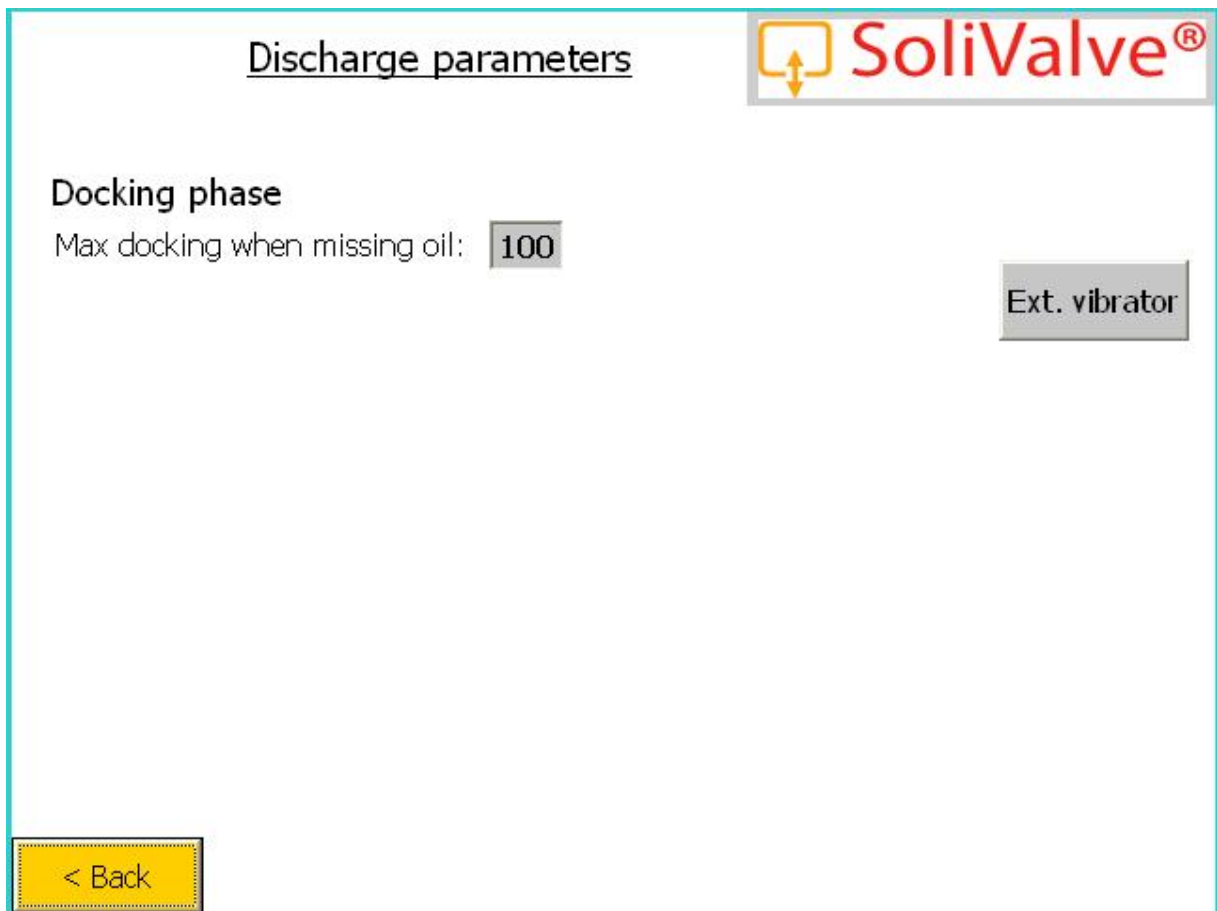 Discharge parameters
SoliValve®
Docking phase
Max docking when missing oil: 100
Ext. vibrator
< Back